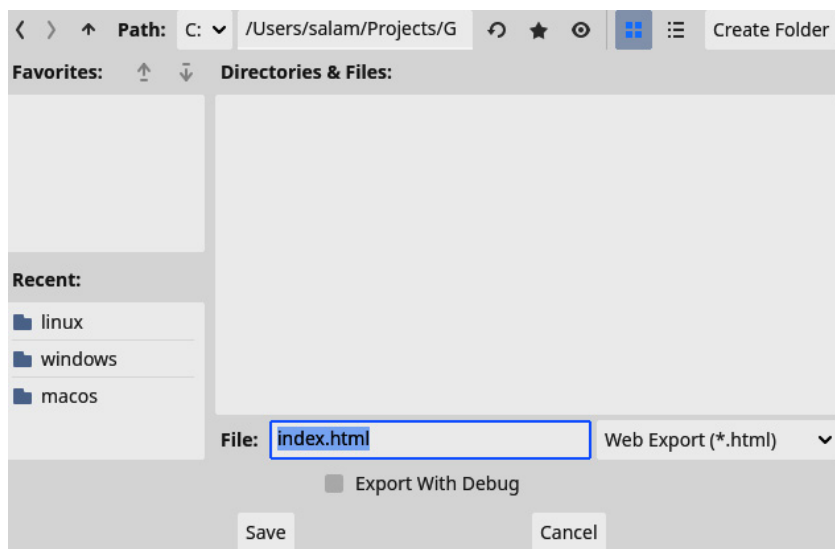 Path: C: /Users/salam/Projects/G Create Folder
Favorites: Directories & Files:
Recent:
linux
windows
macos
File: index.html Web Export (*.html)
Export With Debug
Save Cancel